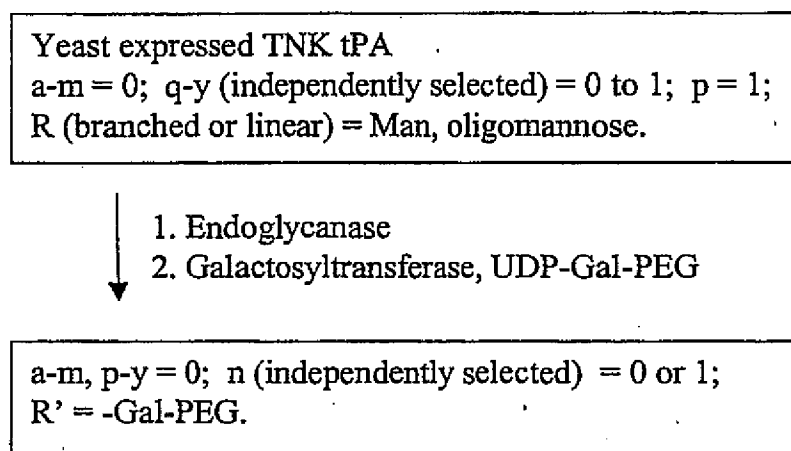 Yeast expressed TNK tPA
a-m = 0; q-y (independently selected) = 0 to 1; p = 1;
R (branched or linear) = Man, oligomannose.
1. Endoglycanase
2. Galactosyltransferase, UDP-Gal-PEG
a-m, p-y = 0; n (independently selected) = 0 or 1;
R’ = -Gal-PEG.